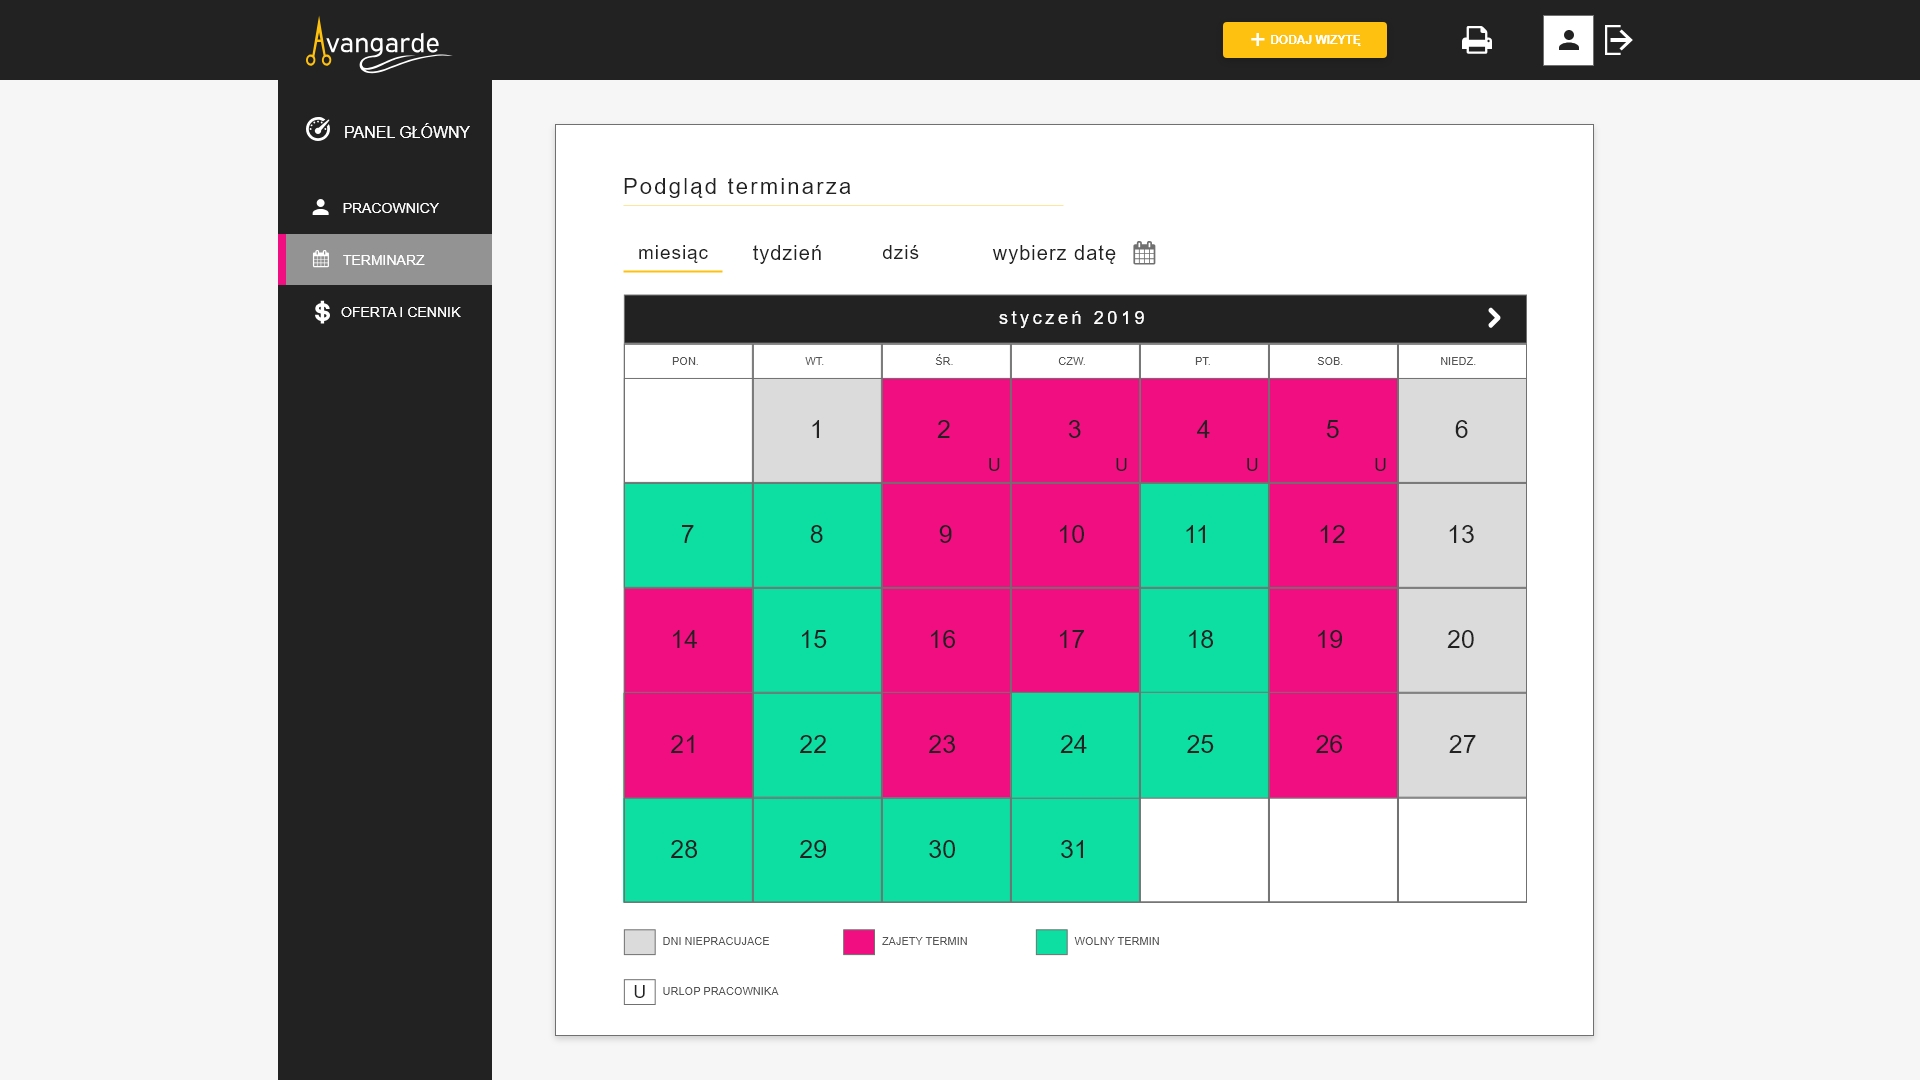 Avangarde
DODAJ WIZYTĘ
PANEL GŁÓWNY
PRACOWNICY
TERMINARZ
$ OFERTA I CENNIK
Podgląd terminarza
miesiąc tydzień dziś wybierz datę
styczeń 2019
PON. WT. ŚR. CZW. PT. SOB. NIEDZ.
1 2 3 4 5 6
U U U U
7 8 9 10 11 12 13
14 15 16 17 18 19 20
21 22 23 24 25 26 27
28 29 30 31
DNI NIEPRACUJACE ZAJETY TERMIN WOLNY TERMIN
U URLOP PRACOWNIKA